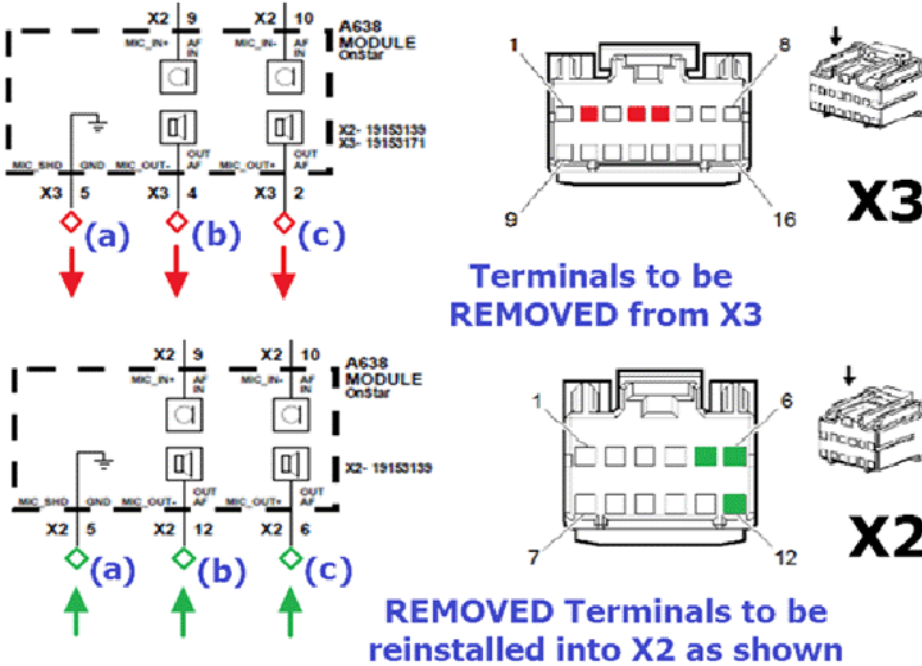 X2 9
X2 10
MIC_IN+ AF IN
MIC_IN- AF IN
A638
MODULE
OnStar
X2- 19153139
X3- 19153171
MIC_SHD GND
MIC_OUT- OUT AF
MIC_OUT+ OUT AF
X3 5
X3 4
X3 2
(a)
(b)
(c)
1
8
9
16
X3
Terminals to be
REMOVED from X3
X2 9
X2 10
MIC_IN+ AF IN
MIC_IN- AF IN
A638
MODULE
OnStar
X2- 19153139
MIC_SHD GND
MIC_OUT- OUT AF
MIC_OUT+ OUT AF
X2 5
X2 12
X2 6
(a)
(b)
(c)
1
6
7
12
X2
REMOVED Terminals to be
reinstalled into X2 as shown